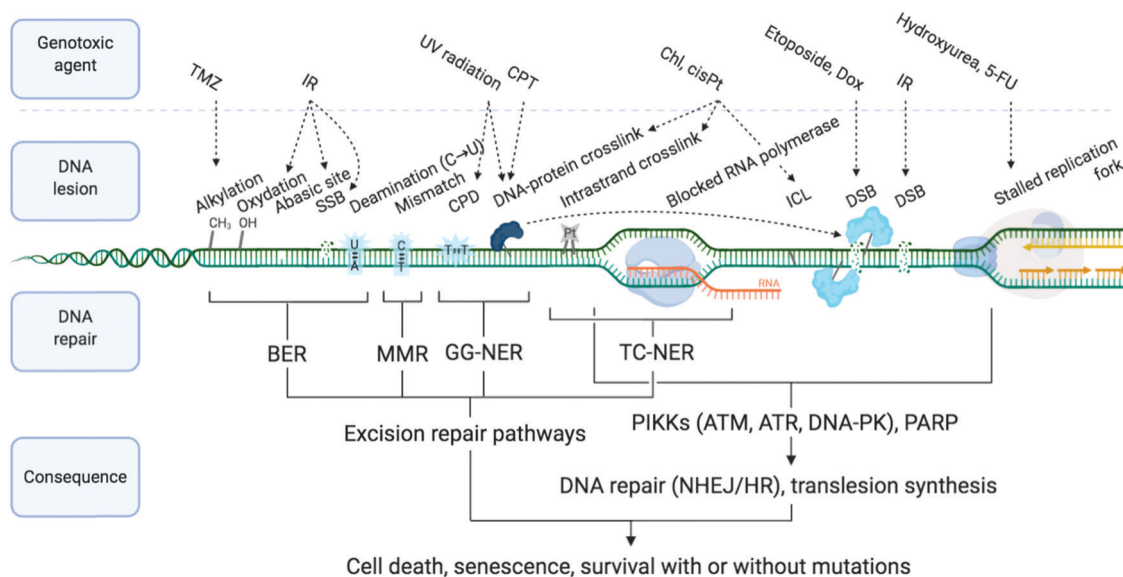 Genotoxic
agent
TMZ
IR
UV radiation
CPT
Chl, cisPt
Etoposide, Dox
IR
Hydroxyurea, 5-FU
DNA
lesion
Alkylation
Oxydation
Abasic site
SSB
Deamination (C→U)
Mismatch
CPD
DNA-protein crosslink
Intrastrand crosslink
Blocked RNA polymerase
ICL
DSB
DSB
Stalled replication
fork
CH3
OH
U
A
C
T
T
T
Pt
RNA
DNA
repair
BER
MMR
GG-NER
TC-NER
Excision repair pathways
PIKKs (ATM, ATR, DNA-PK), PARP
Consequence
DNA repair (NHEJ/HR), translesion synthesis
Cell death, senescence, survival with or without mutations